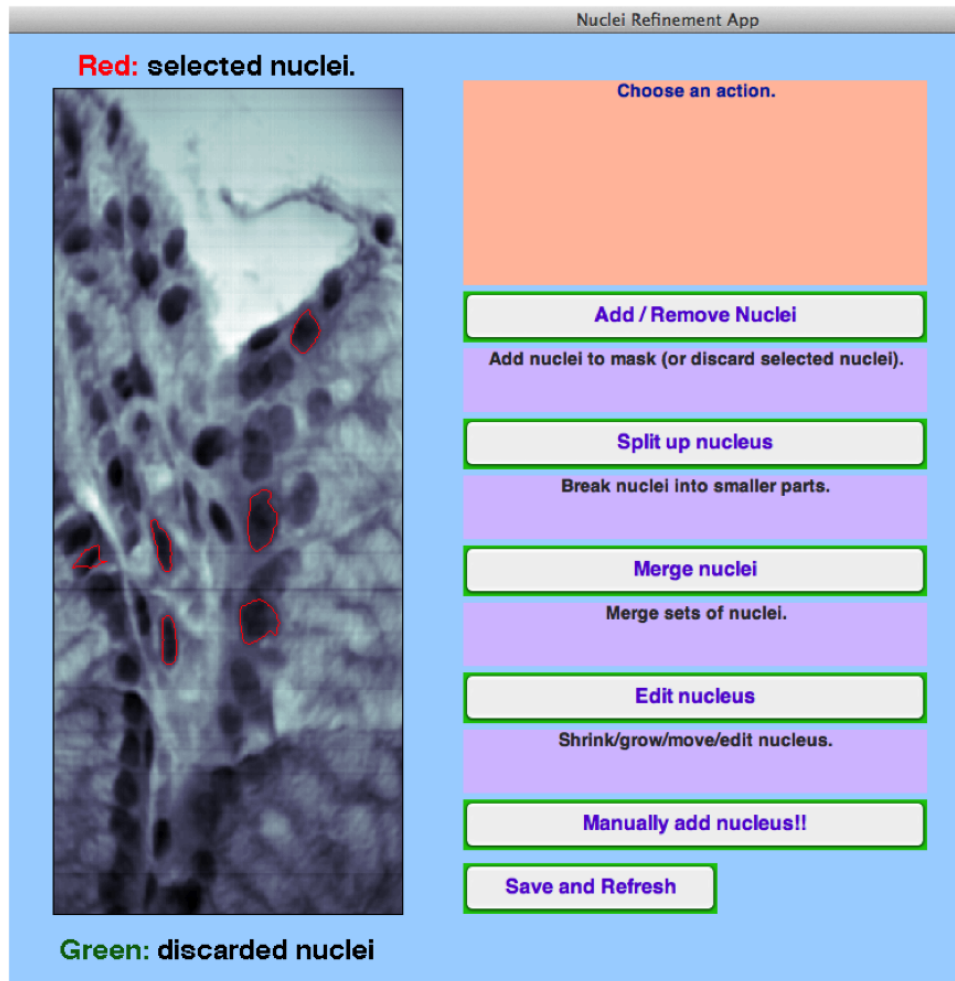 Nuclei Refinement App
Red: selected nuclei.
Choose an action.
Add / Remove Nuclei
Add nuclei to mask (or discard selected nuclei).
Split up nucleus
Break nuclei into smaller parts.
Merge nuclei
Merge sets of nuclei.
Edit nucleus
Shrink/grow/move/edit nucleus.
Manually add nucleus!!
Save and Refresh
Green: discarded nuclei